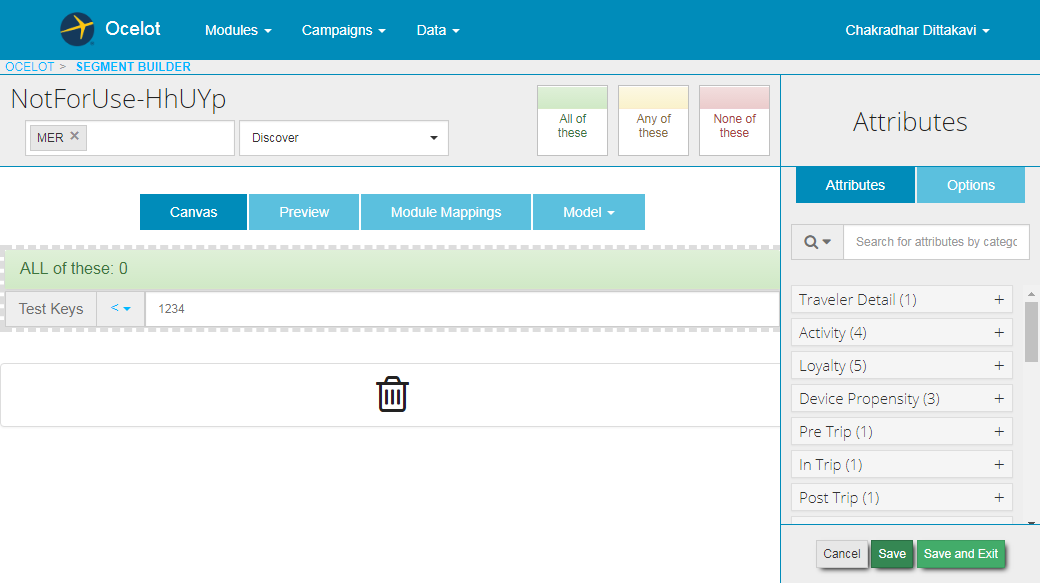 Ocelot
Modules
Campaigns
Data
Chakradhar Dittakavi
OCELOT > SEGMENT BUILDER
NotForUse-HhUYp
MER ✕
Discover
All of
these
Any of
these
None of
these
Attributes
Canvas
Preview
Module Mappings
Model
Attributes
Options
Search for attributes by catego
ALL of these: 0
Test Keys
<
1234
Traveler Detail (1) +
Activity (4) +
Loyalty (5) +
Device Propensity (3) +
Pre Trip (1) +
In Trip (1) +
Post Trip (1) +
Cancel
Save
Save and Exit